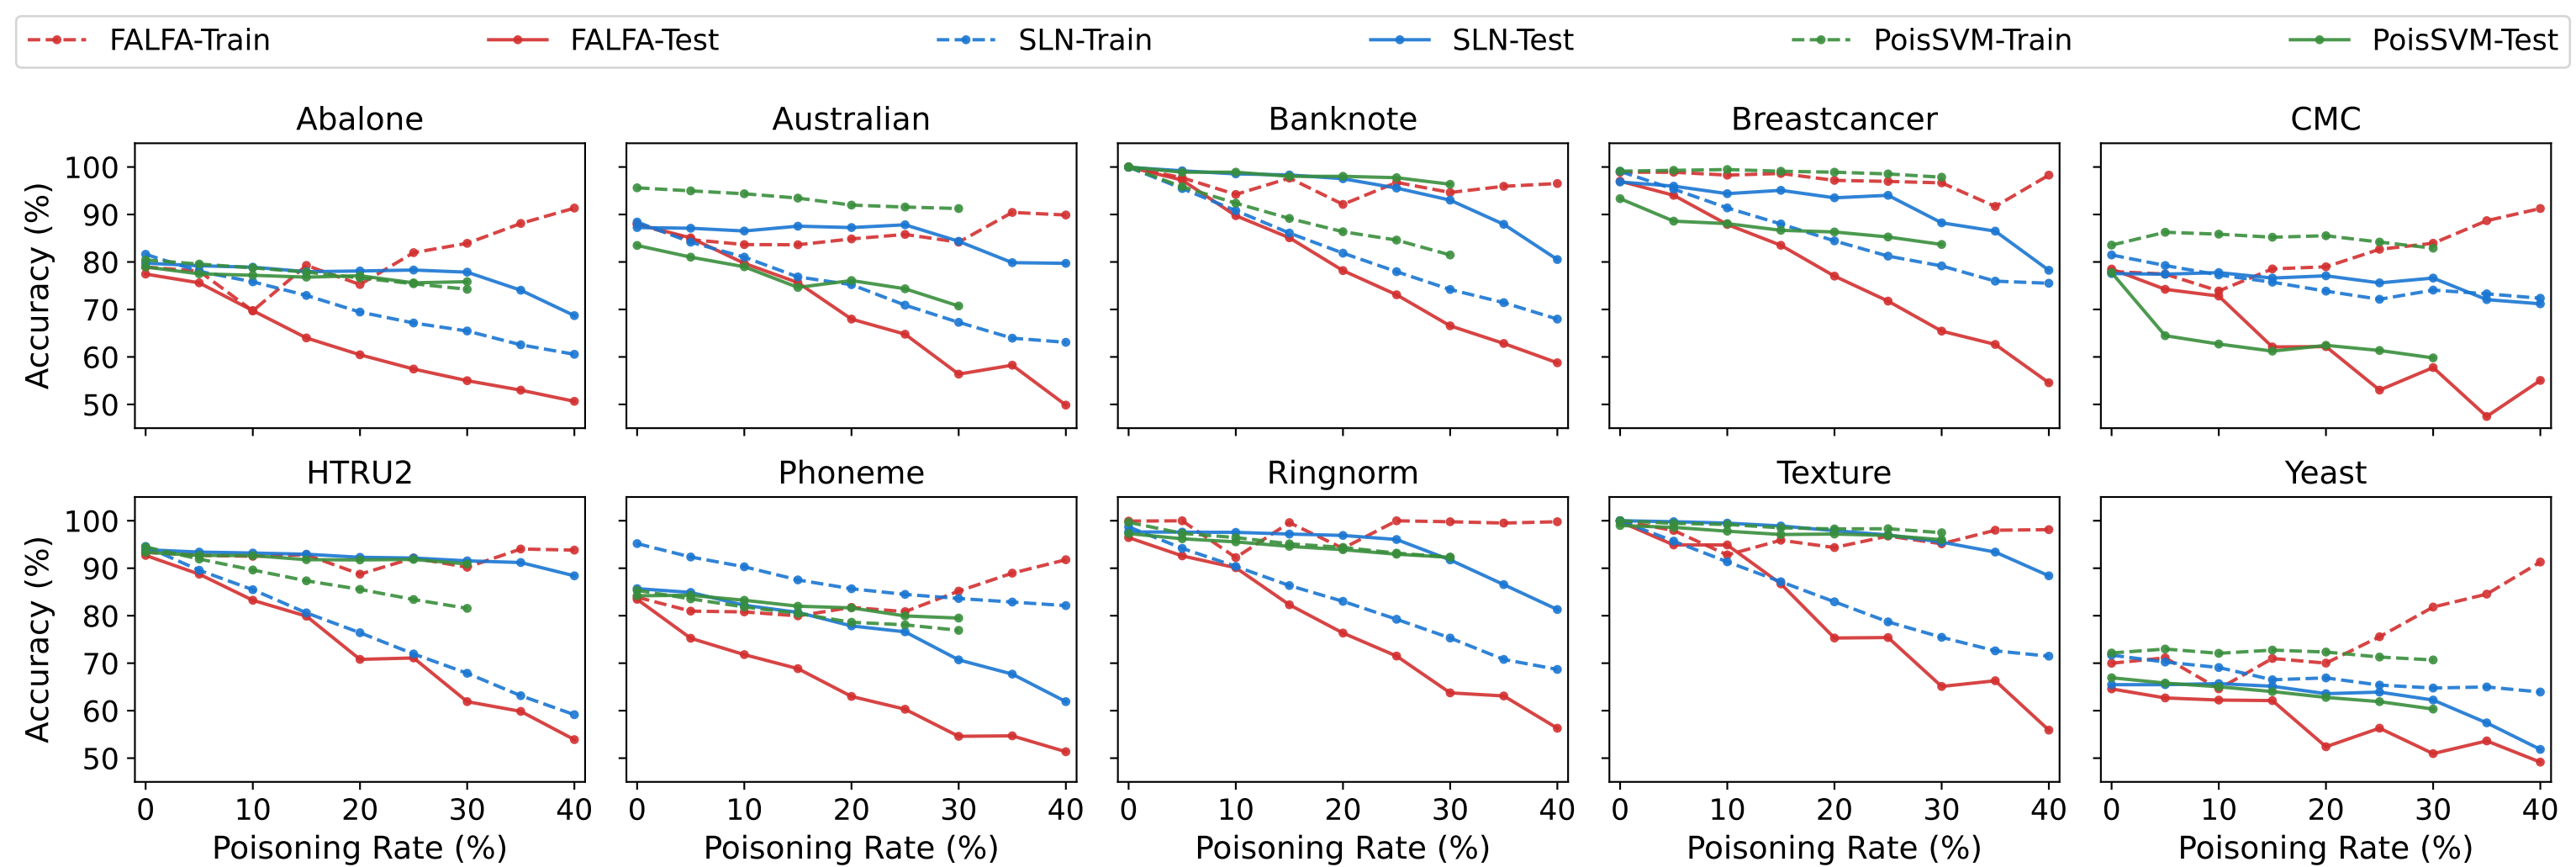 FALFA-Train FALFA-Test SLN-Train SLN-Test PoisSVM-Train PoisSVM-Test
Abalone Australian Banknote Breastcancer CMC
100
90
80
70
60
50
Accuracy (%)
HTRU2 Phoneme Ringnorm Texture Yeast
100
90
80
70
60
50
Accuracy (%)
0 10 20 30 40 0 10 20 30 40 0 10 20 30 40 0 10 20 30 40 0 10 20 30 40
Poisoning Rate (%) Poisoning Rate (%) Poisoning Rate (%) Poisoning Rate (%) Poisoning Rate (%)